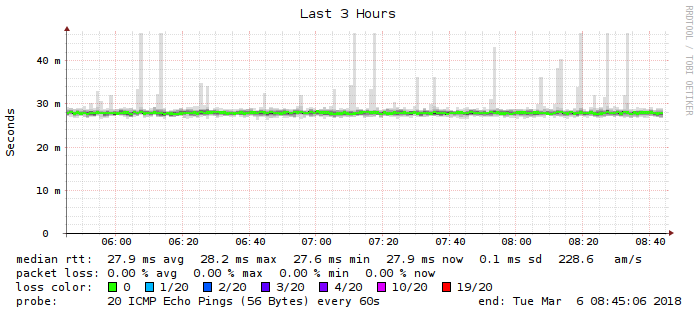 Last 3 Hours
RRDTOOL / TOBI OETIKER
Seconds
40 m
30 m
20 m
10 m
0
06:00 06:20 06:40 07:00 07:20 07:40 08:00 08:20 08:40
median rtt: 27.9 ms avg 28.2 ms max 27.6 ms min 27.9 ms now 0.1 ms sd 228.6 am/s
packet loss: 0.00 % avg 0.00 % max 0.00 % min 0.00 % now
loss color: 0 1/20 2/20 3/20 4/20 10/20 19/20
probe: 20 ICMP Echo Pings (56 Bytes) every 60s end: Tue Mar 6 08:45:06 2018